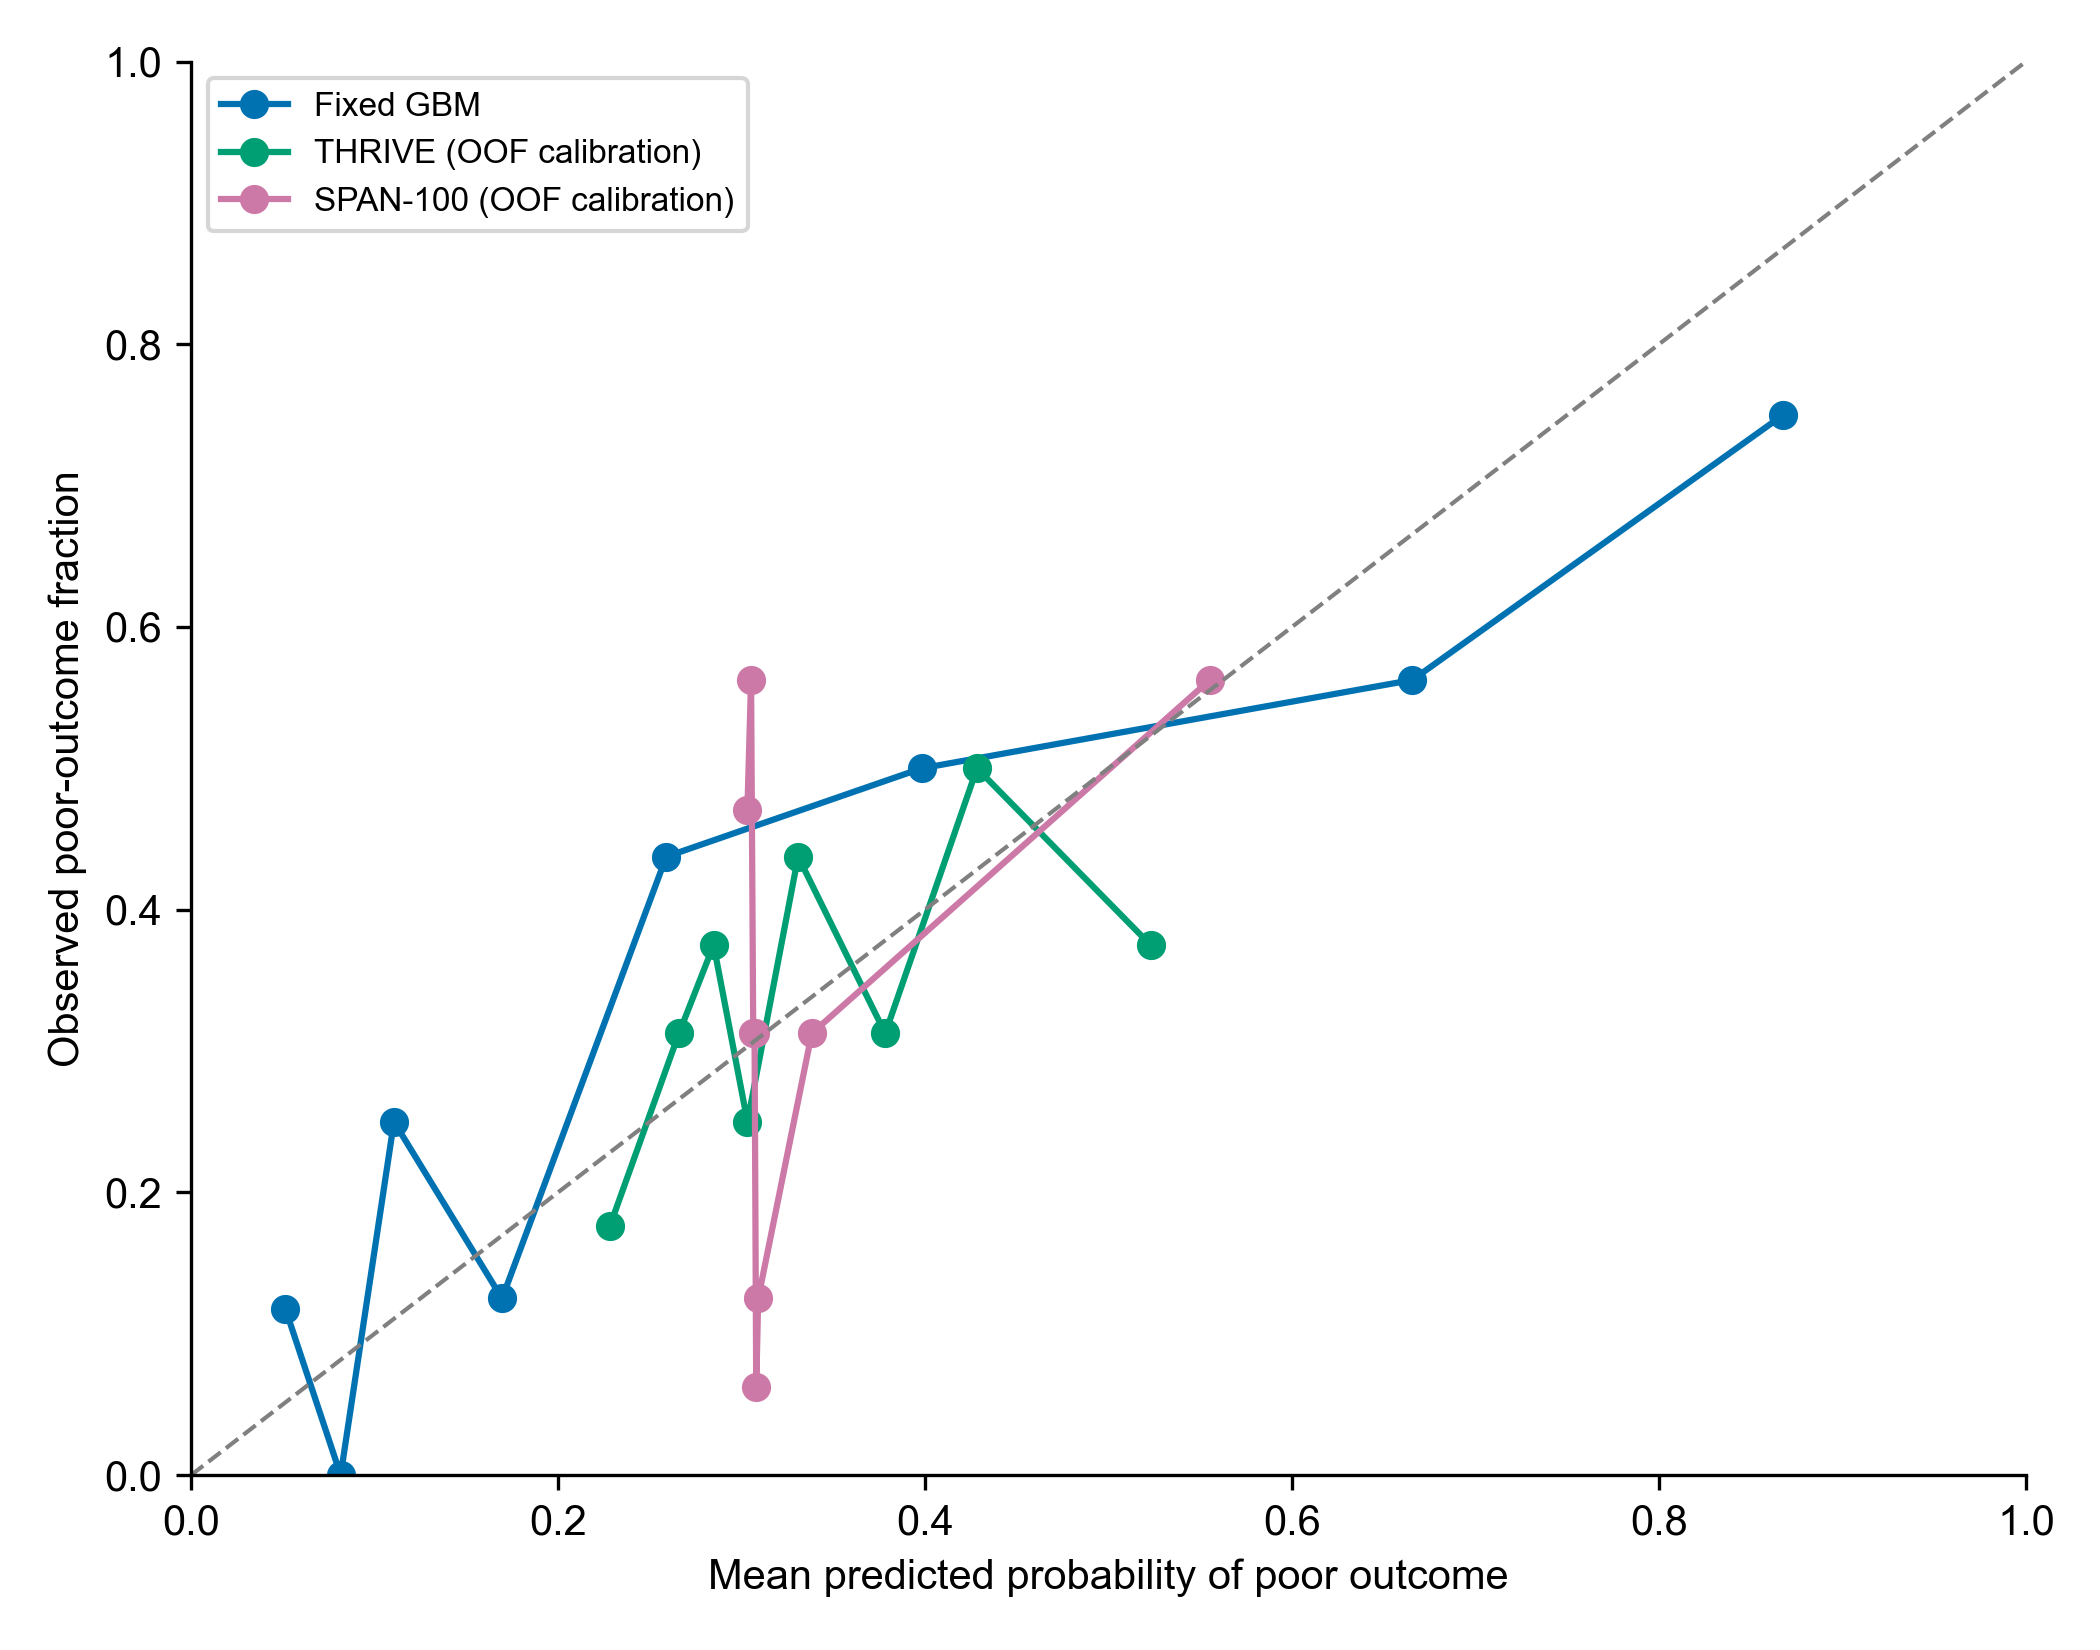 1.0
0.8
0.6
0.4
0.2
0.0
Observed poor-outcome fraction
Fixed GBM
THRIVE (OOF calibration)
SPAN-100 (OOF calibration)
0.0 0.2 0.4 0.6 0.8 1.0
Mean predicted probability of poor outcome